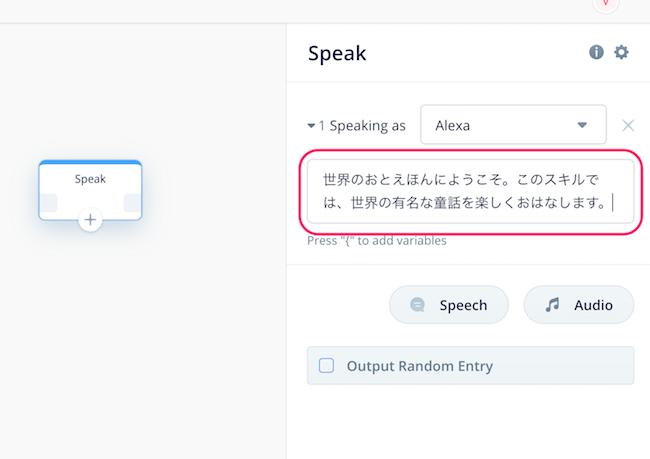 V
Speak
Speak
1 Speaking as
Alexa
世界のおとえほんにようこそ。このスキルで
は、世界の有名な童話を楽しくおはなします。
Press "{" to add variables
Speech
Audio
Output Random Entry